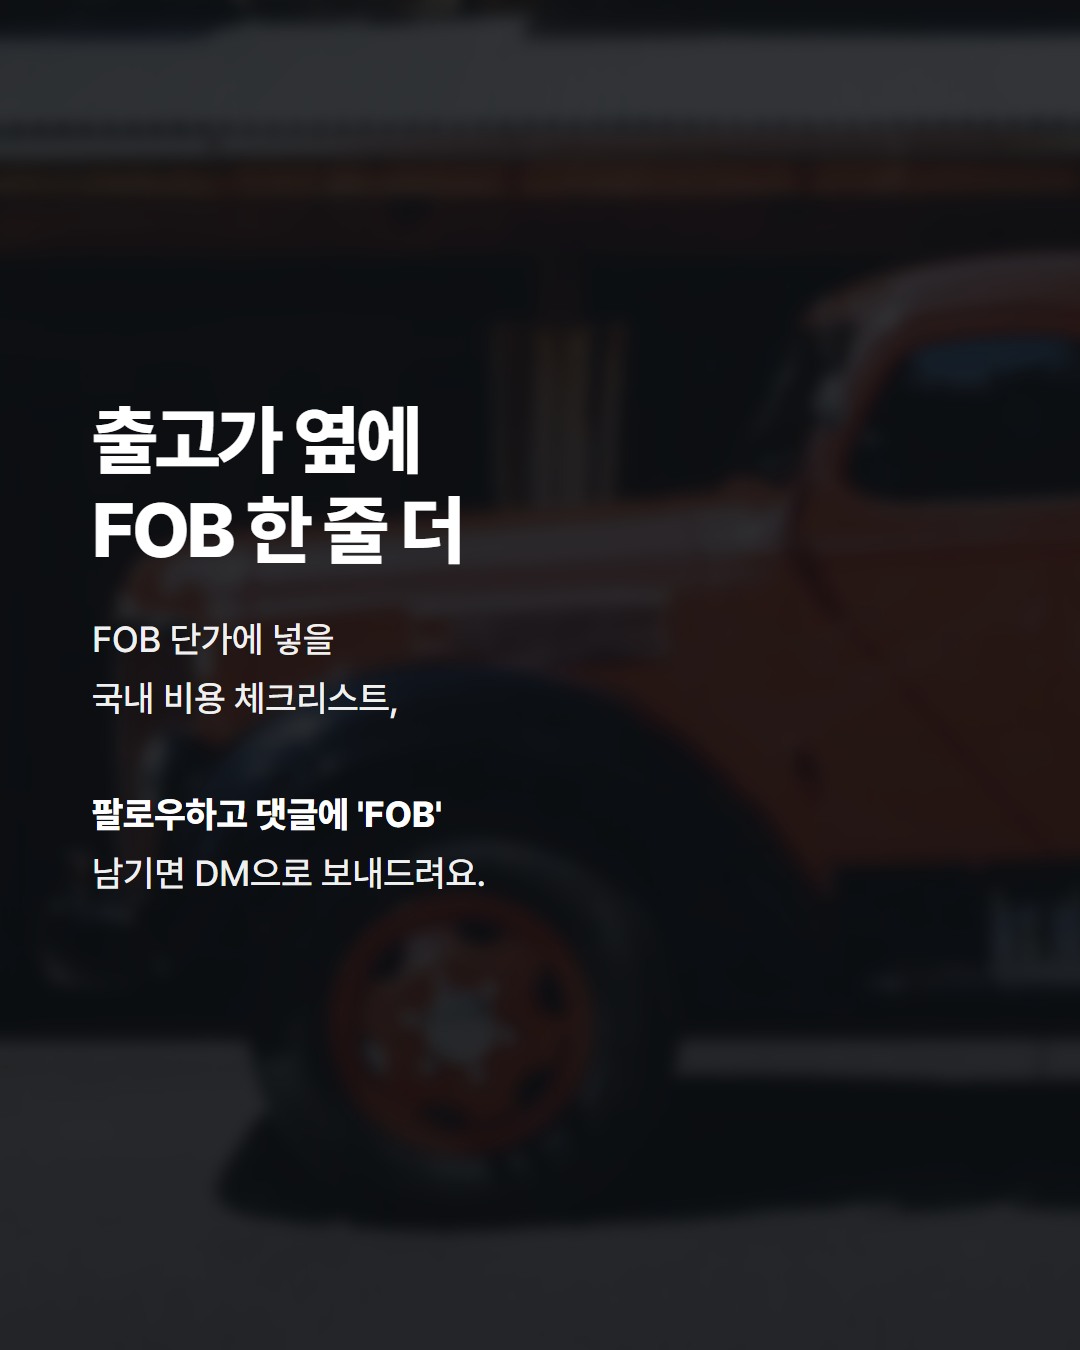 출고가 옆에
FOB 한 줄 더
FOB 단가에 넣을
국내 비용 체크리스트,
팔로우하고 댓글에 'FOB'
남기면 DM으로 보내드려요.